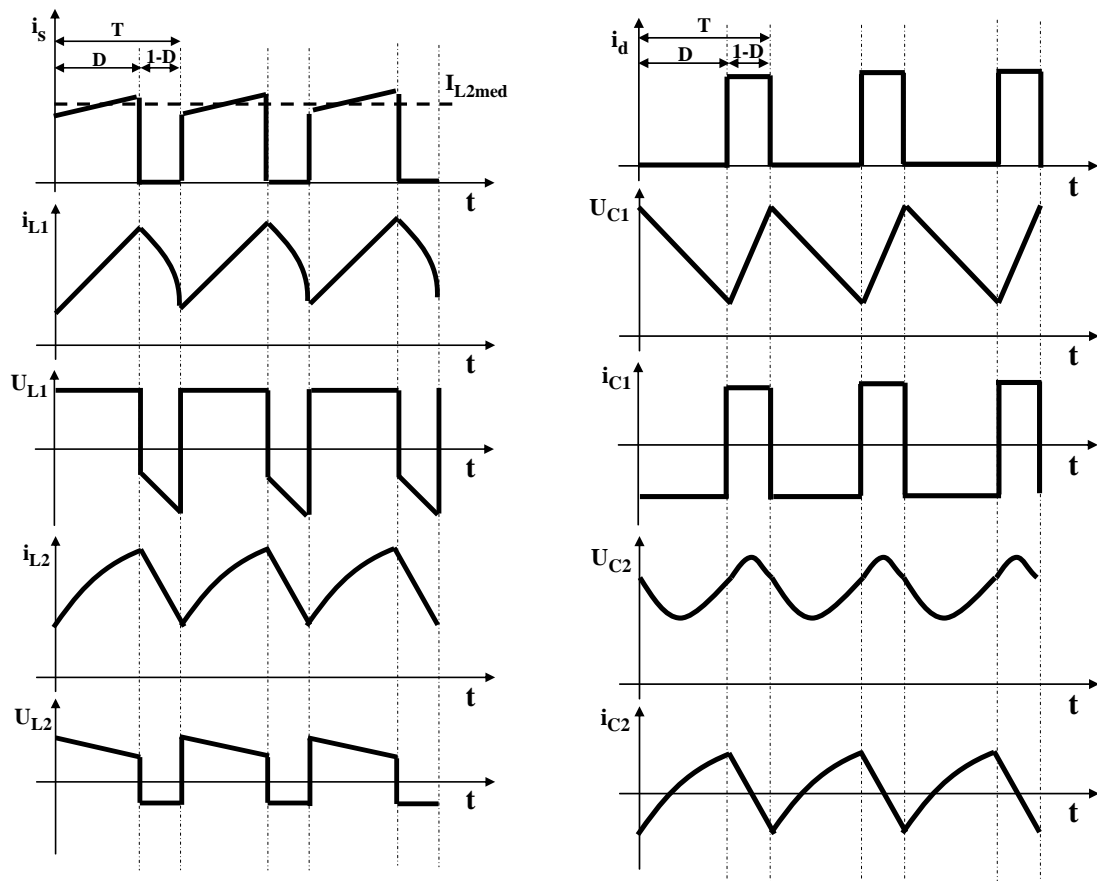 i_s
T
D
1-D
I_L2med
t
i_L1
t
U_L1
t
i_L2
t
U_L2
t
i_d
T
D
1-D
t
U_C1
t
i_C1
t
U_C2
t
i_C2
t